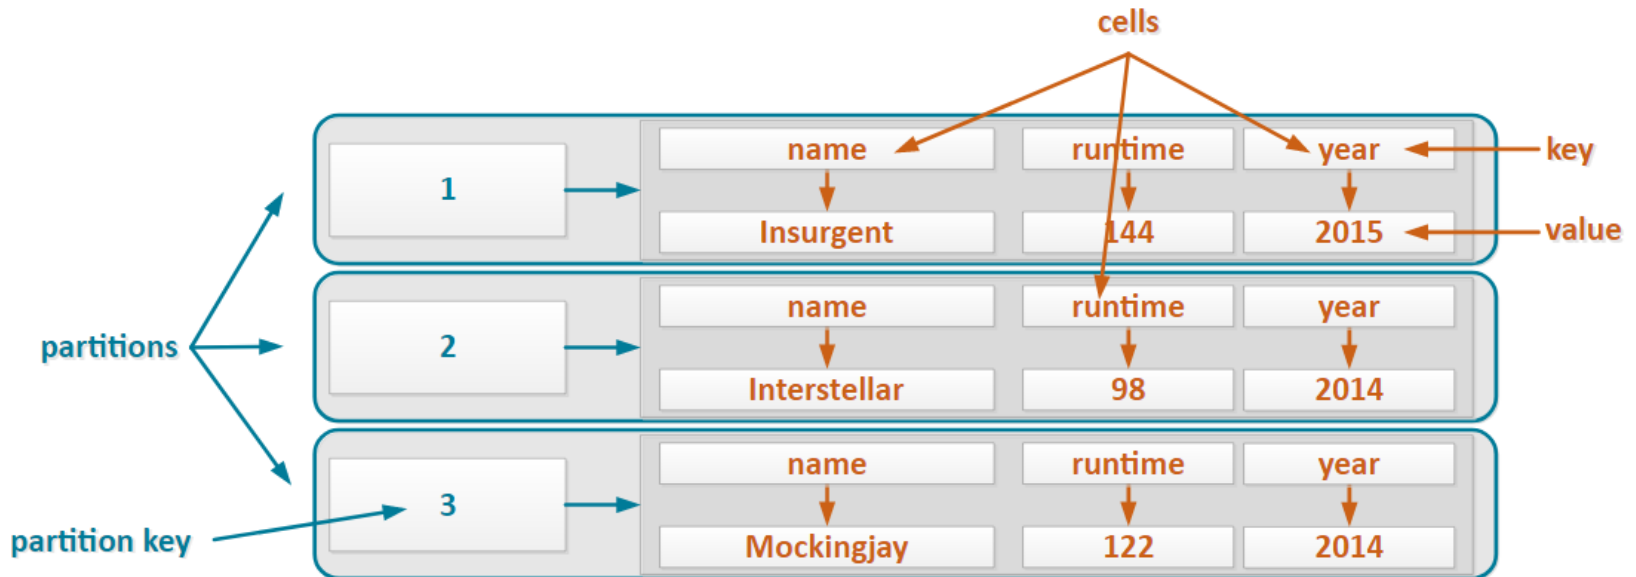 cells
name runtime year key
1
Insurgent 144 2015 value
name runtime year
partitions 2
Interstellar 98 2014
name runtime year
3
partition key
Mockingjay 122 2014